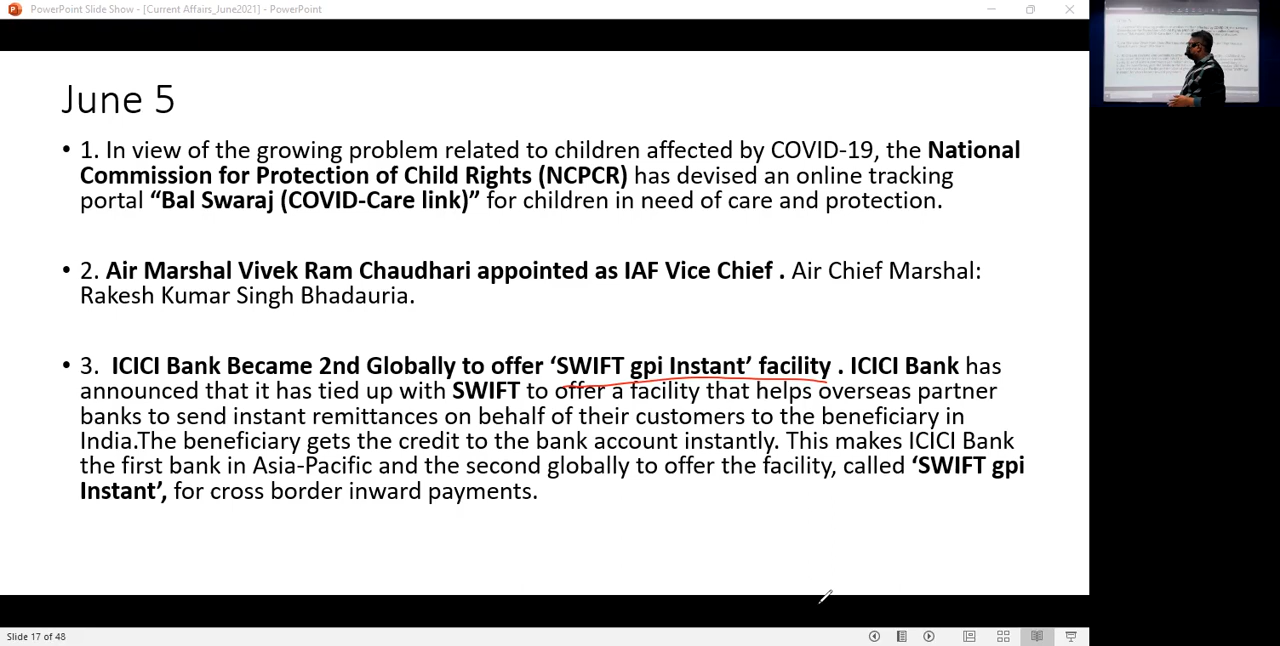 PowerPoint Slide Show - [Current Affairs_June2021] - PowerPoint
June 5
• 1. In view of the growing problem related to children affected by COVID-19, the National
Commission for Protection of Child Rights (NCPCR) has devised an online tracking
portal “Bal Swaraj (COVID-Care link)” for children in need of care and protection.
• 2. Air Marshal Vivek Ram Chaudhari appointed as IAF Vice Chief . Air Chief Marshal:
Rakesh Kumar Singh Bhadauria.
• 3. ICICI Bank Became 2nd Globally to offer ‘SWIFT gpi Instant’ facility . ICICI Bank has
announced that it has tied up with SWIFT to offer a facility that helps overseas partner
banks to send instant remittances on behalf of their customers to the beneficiary in
India.The beneficiary gets the credit to the bank account instantly. This makes ICICI Bank
the first bank in Asia-Pacific and the second globally to offer the facility, called ‘SWIFT gpi
Instant’, for cross border inward payments.
Slide 17 of 48